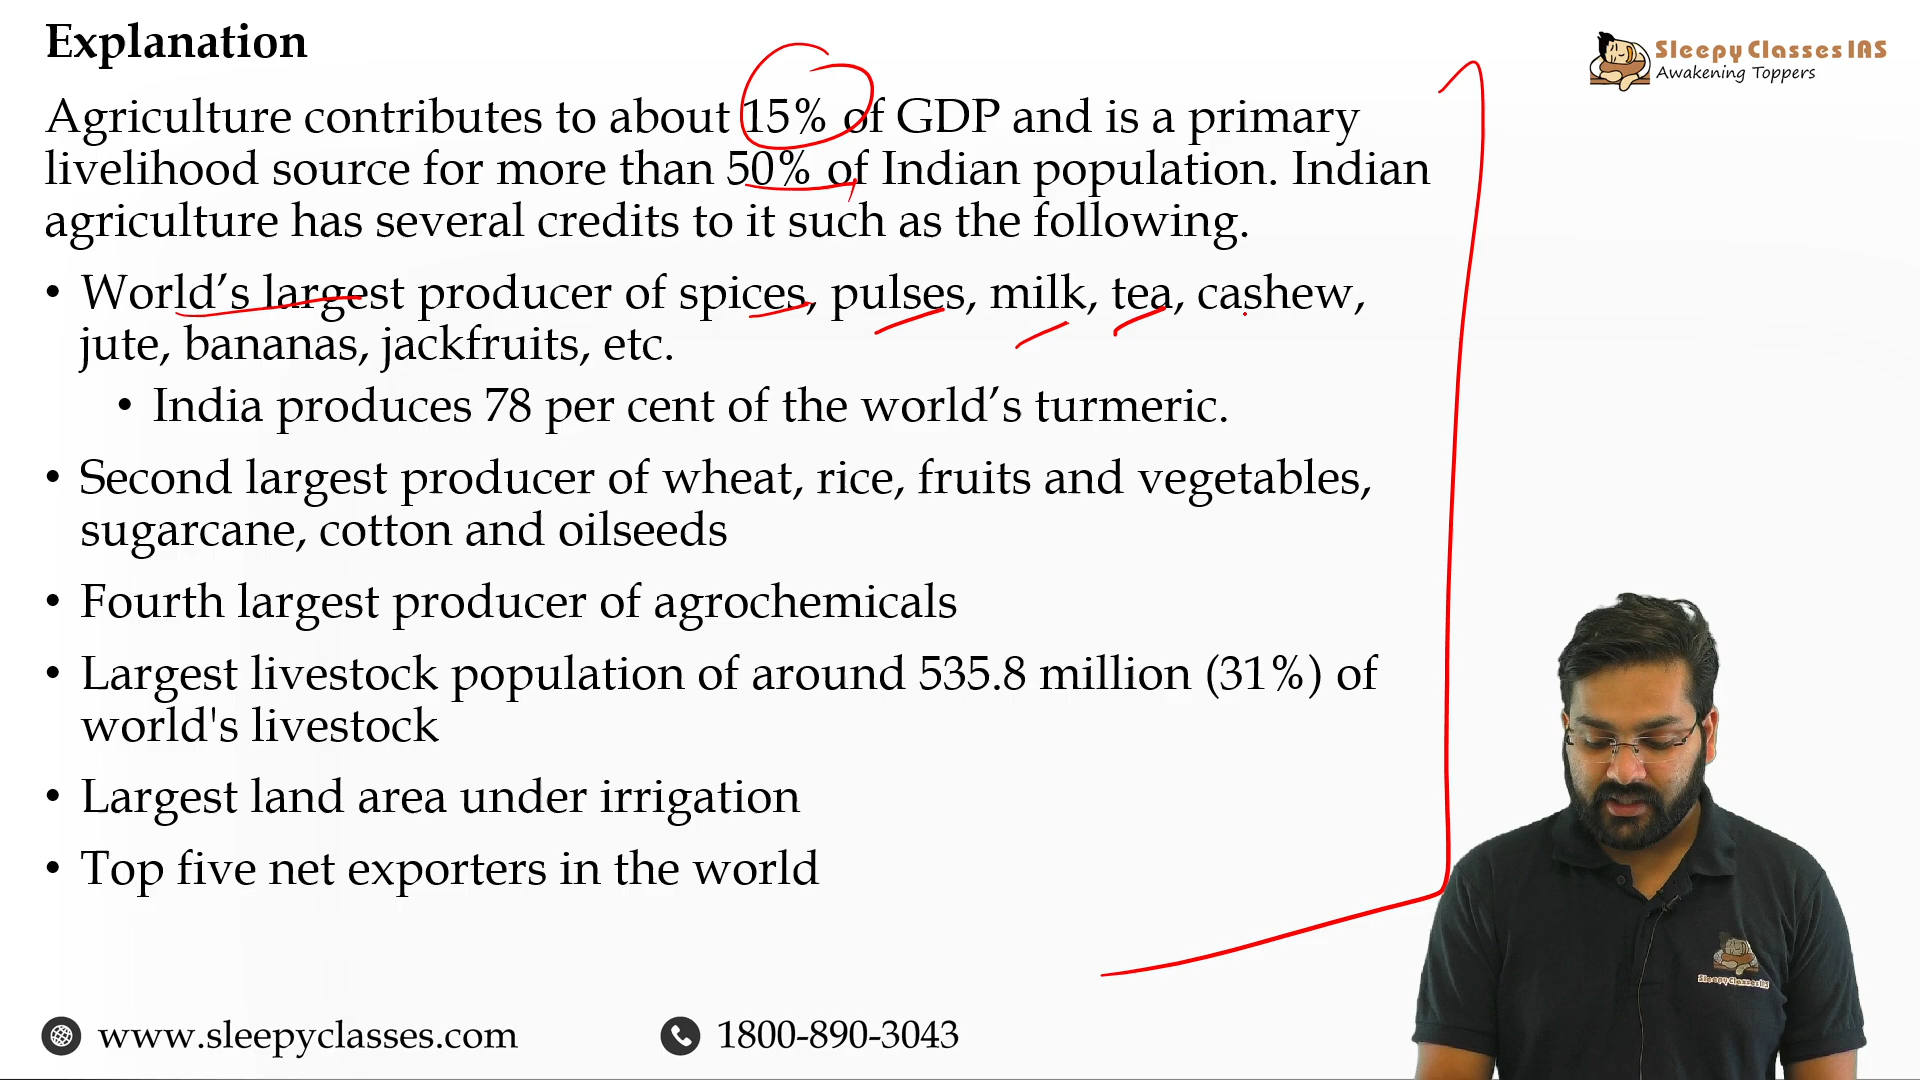 Explanation
Sleepy Classes IAS
Awakening Toppers
Agriculture contributes to about 15% of GDP and is a primary
livelihood source for more than 50% of Indian population. Indian
agriculture has several credits to it such as the following.
• World’s largest producer of spices, pulses, milk, tea, cashew,
jute, bananas, jackfruits, etc.
• India produces 78 per cent of the world’s turmeric.
• Second largest producer of wheat, rice, fruits and vegetables,
sugarcane, cotton and oilseeds
• Fourth largest producer of agrochemicals
• Largest livestock population of around 535.8 million (31%) of
world's livestock
• Largest land area under irrigation
• Top five net exporters in the world
Sleepy Classes IAS
www.sleepyclasses.com
1800-890-3043